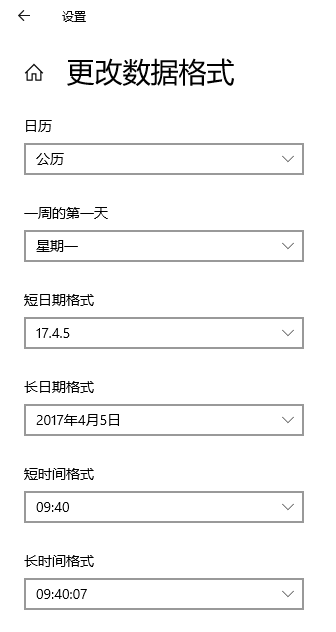 设置
更改数据格式
日历
公历
一周的第一天
星期一
短日期格式
17.4.5
长日期格式
2017年4月5日
短时间格式
09:40
长时间格式
09:40:07